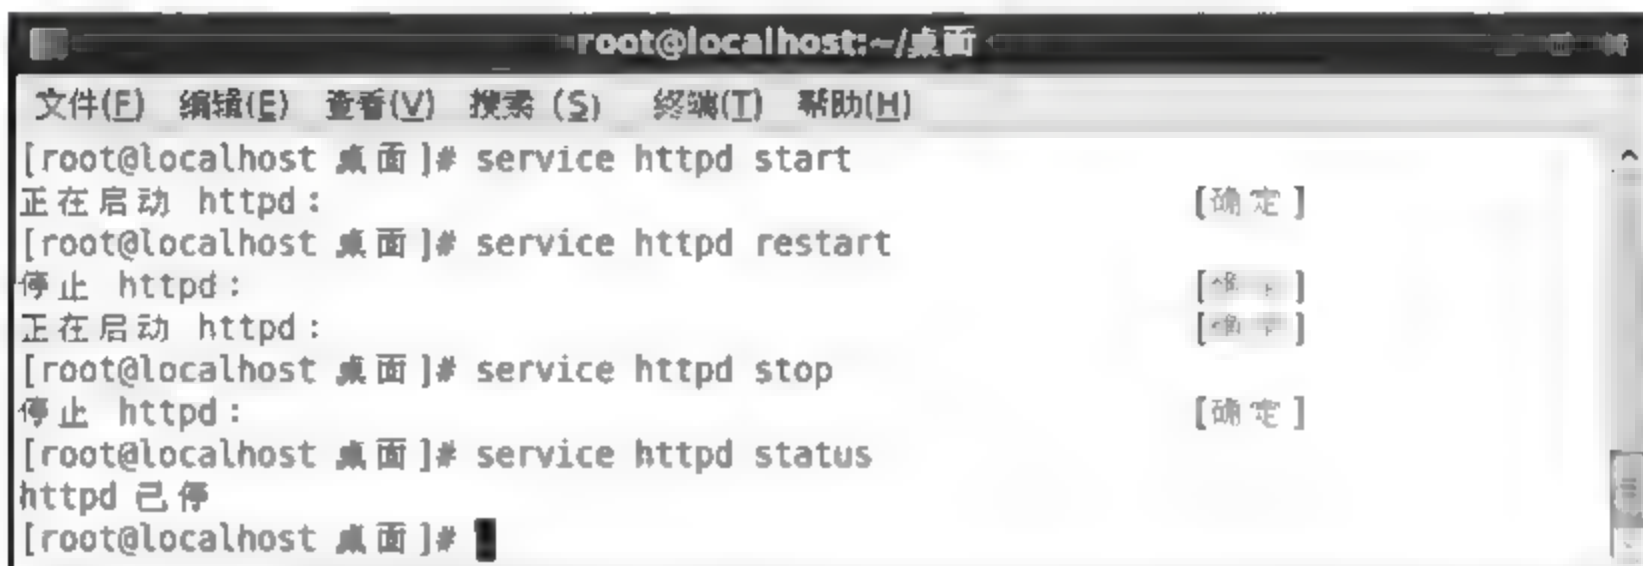 root@localhost:~/桌面
文件(F) 编辑(E) 查看(V) 搜索 (S) 终端(T) 帮助(H)
[root@localhost 桌面]# service httpd start
正在启动 httpd: [确定]
[root@localhost 桌面]# service httpd restart
停止 httpd: [ ]
正在启动 httpd: [ ]
[root@localhost 桌面]# service httpd stop
停止 httpd: [确定]
[root@localhost 桌面]# service httpd status
httpd 已停
[root@localhost 桌面]#